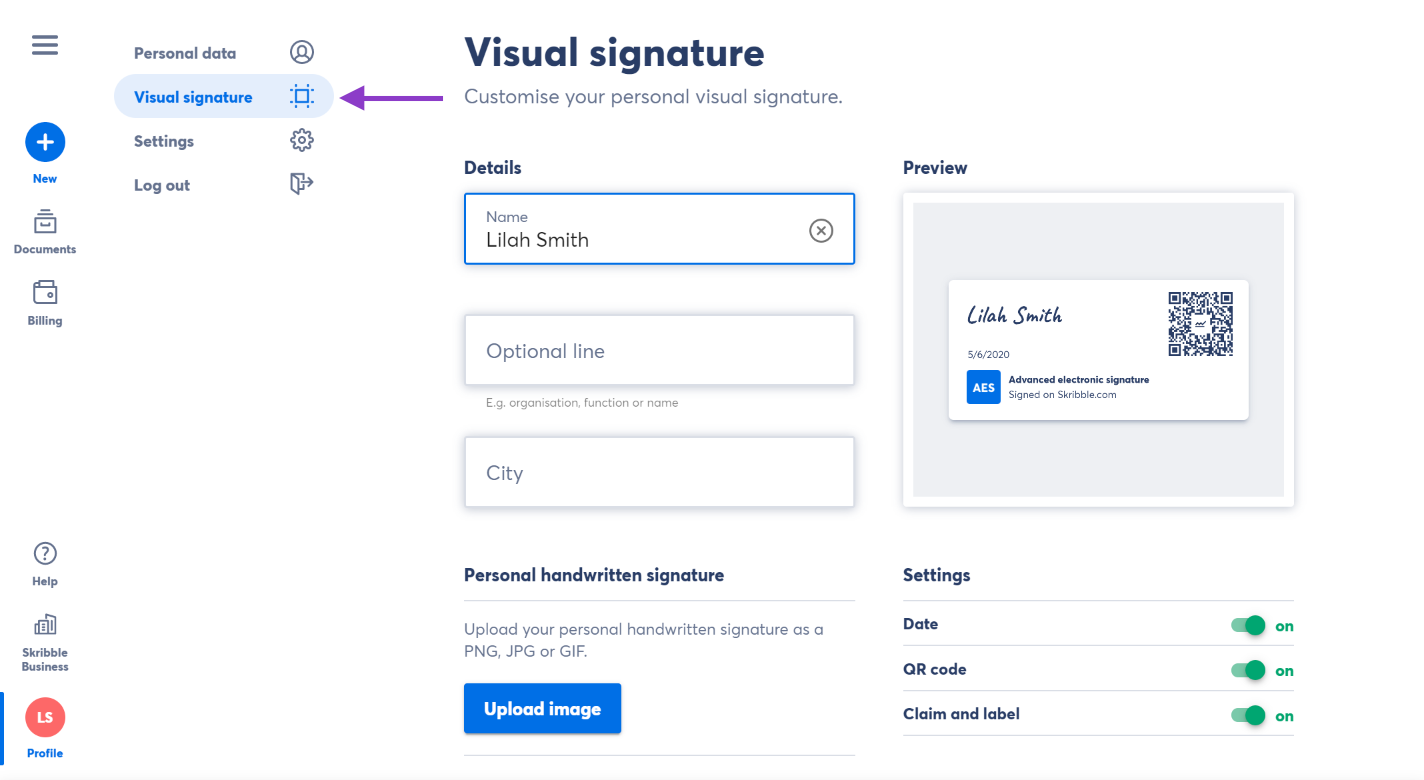 Personal data
Visual signature
Settings
Log out
New
Documents
Billing
Help
Skribble
Business
LS
Profile
Visual signature
Customise your personal visual signature.
Details
Name
Lilah Smith
Optional line
E.g. organisation, function or name
City
Preview
Lilah Smith
5/6/2020
AES
Advanced electronic signature
Signed on Skribble.com
Personal handwritten signature
Upload your personal handwritten signature as a
PNG, JPG or GIF.
Upload image
Settings
Date on
QR code on
Claim and label on